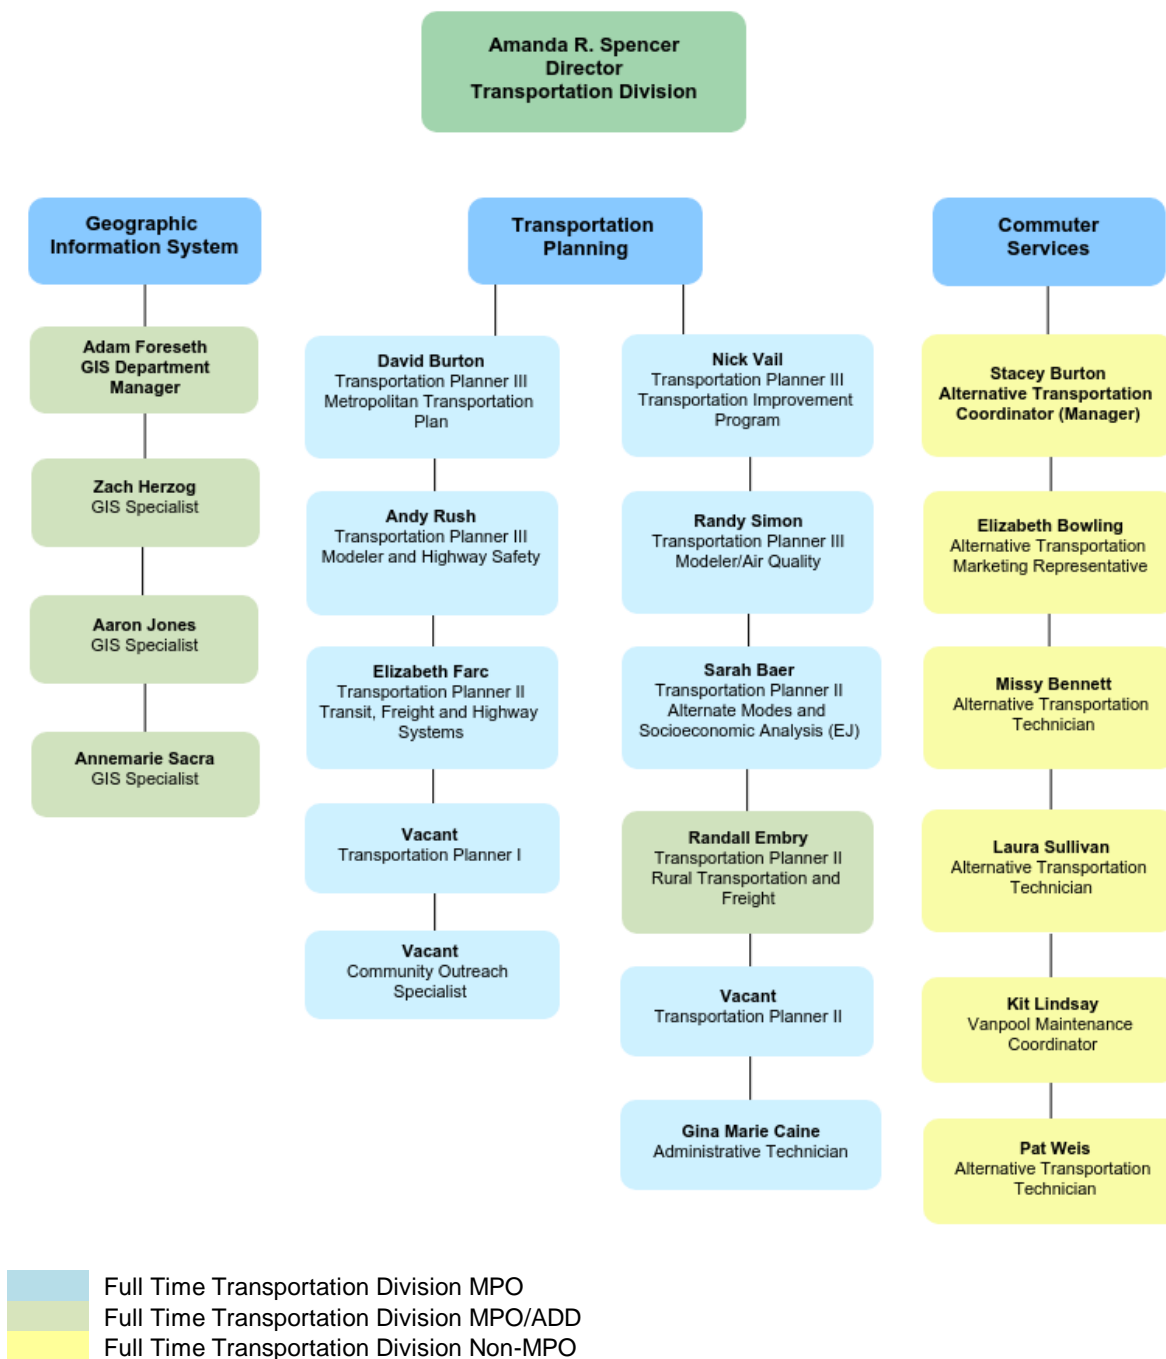 Amanda R. Spencer
Director
Transportation Division
Geographic
Information System
Adam Foreseth
GIS Department
Manager
Zach Herzog
GIS Specialist
Aaron Jones
GIS Specialist
Annemarie Sacra
GIS Specialist
Transportation
Planning
David Burton
Transportation Planner III
Metropolitan Transportation
Plan
Andy Rush
Transportation Planner III
Modeler and Highway Safety
Elizabeth Farc
Transportation Planner II
Transit, Freight and Highway
Systems
Vacant
Transportation Planner I
Vacant
Community Outreach
Specialist
Nick Vail
Transportation Planner III
Transportation Improvement
Program
Randy Simon
Transportation Planner III
Modeler/Air Quality
Sarah Baer
Transportation Planner II
Alternate Modes and
Socioeconomic Analysis (EJ)
Randall Embry
Transportation Planner II
Rural Transportation and
Freight
Vacant
Transportation Planner II
Gina Marie Caine
Administrative Technician
Commuter
Services
Stacey Burton
Alternative Transportation
Coordinator (Manager)
Elizabeth Bowling
Alternative Transportation
Marketing Representative
Missy Bennett
Alternative Transportation
Technician
Laura Sullivan
Alternative Transportation
Technician
Kit Lindsay
Vanpool Maintenance
Coordinator
Pat Weis
Alternative Transportation
Technician
Full Time Transportation Division MPO
Full Time Transportation Division MPO/ADD
Full Time Transportation Division Non-MPO